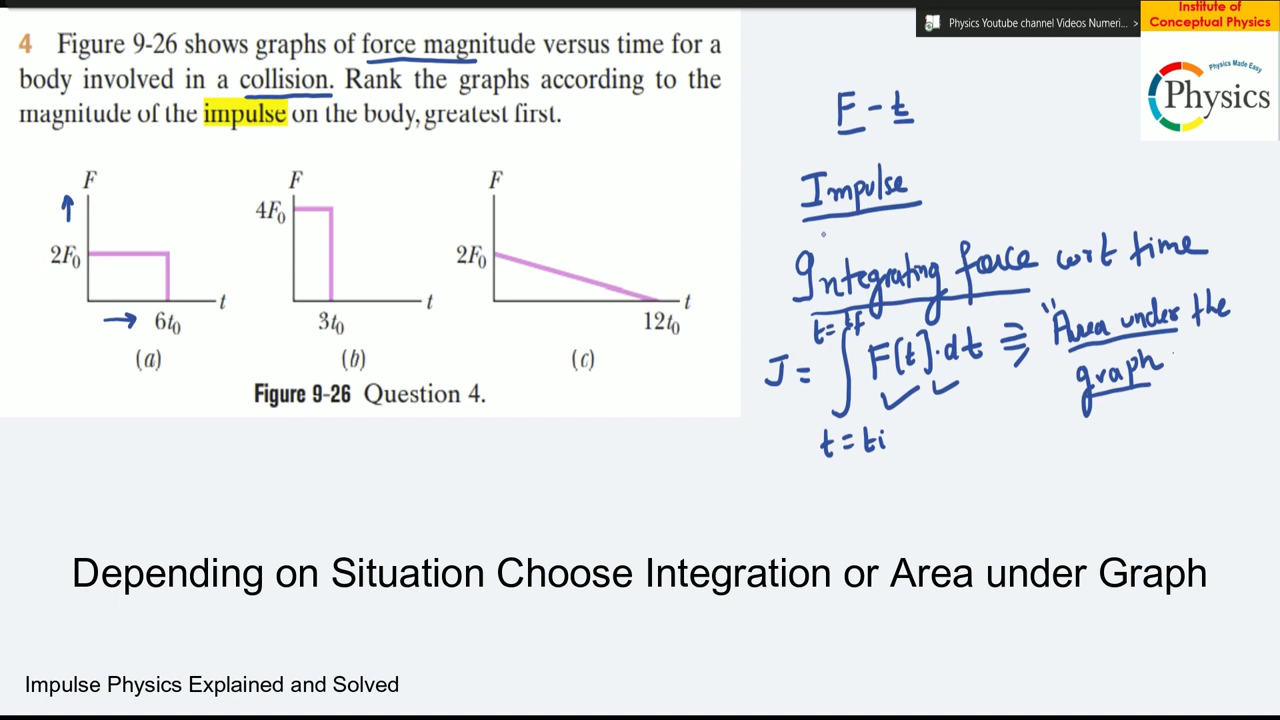 4 Figure 9-26 shows graphs of force magnitude versus time for a
body involved in a collision. Rank the graphs according to the
magnitude of the impulse on the body, greatest first.
F
4F₀
2F₀
t
6t₀
3t₀
12t₀
(a)
(b)
(c)
Figure 9-26 Question 4.
Physics Youtube channel Videos Numeri... >
Institute of
Conceptual Physics
Physics Made Easy
Physics
F - t
Impulse
Integrating force wrt time
t = tf
J = ∫ F(t).dt ≡ "Area under the
graph
t = ti
Depending on Situation Choose Integration or Area under Graph
Impulse Physics Explained and Solved